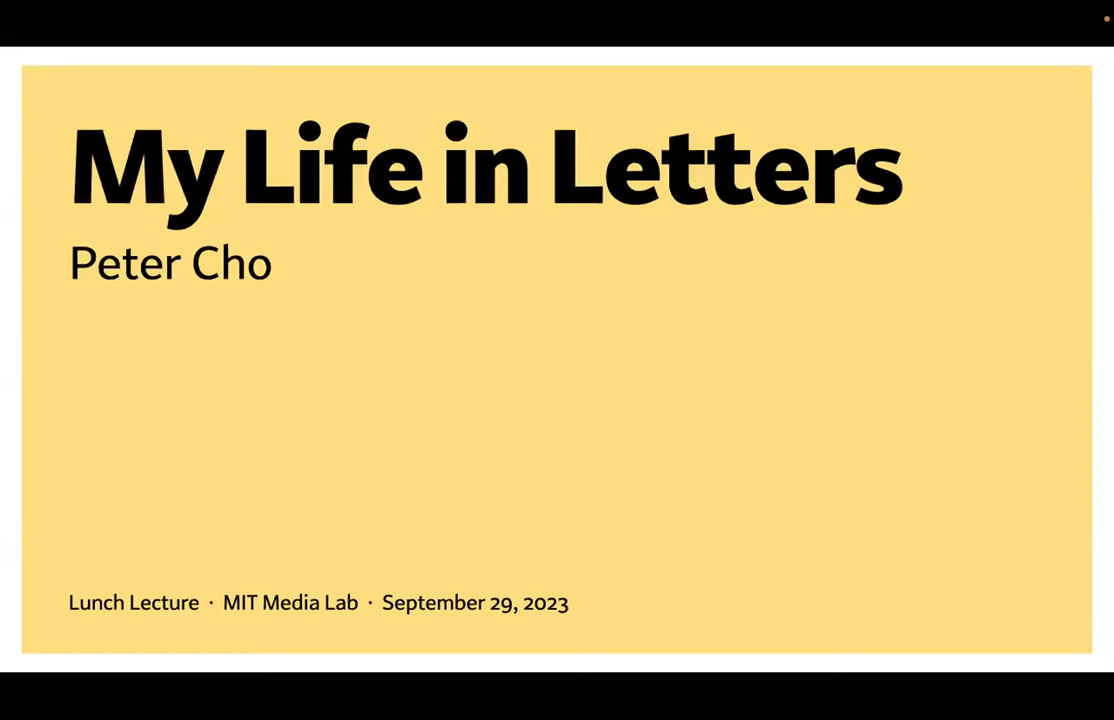 My Life in Letters
Peter Cho
Lunch Lecture · MIT Media Lab · September 29, 2023